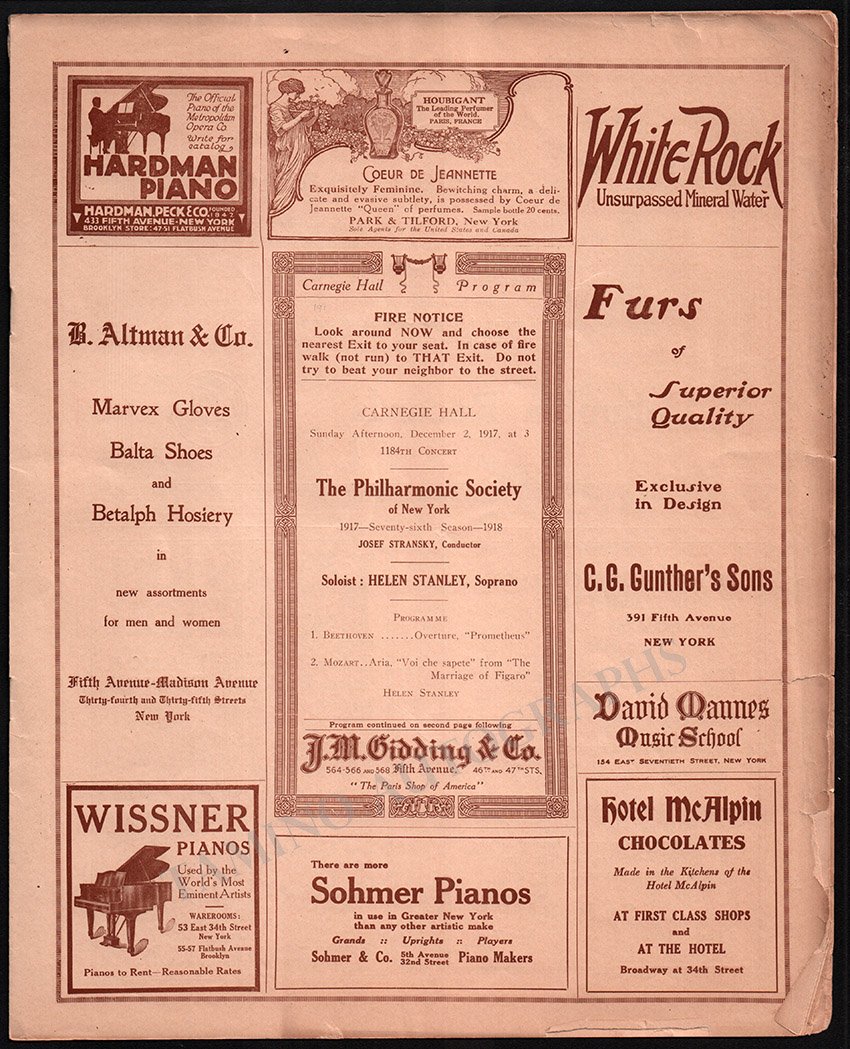 The Official
Piano of the
Metropolitan
Opera Co
Write for
catalog
HARDMAN
PIANO
HARDMAN, PECK & CO. FOUNDED 1842
433 FIFTH AVENUE-NEW YORK
BROOKLYN STORE: 47-51 FLATBUSH AVENUE
HOUBIGANT
The Leading Perfumer
of the World.
PARIS, FRANCE
COEUR DE JEANNETTE
Exquisitely Feminine. Bewitching charm, a deli-
cate and evasive subtlety, is possessed by Coeur de
Jeannette "Queen" of perfumes. Sample bottle 20 cents.
PARK & TILFORD, New York
Sole Agents for the United States and Canada
White Rock
Unsurpassed Mineral Water
B. Altman & Co.
Marvex Gloves
Balta Shoes
and
Betalph Hosiery
in
new assortments
for men and women
Fifth Avenue-Madison Avenue
Thirty-fourth and Thirty-fifth Streets
New York
Carnegie Hall Program
191
FIRE NOTICE
Look around NOW and choose the
nearest Exit to your seat. In case of fire
walk (not run) to THAT Exit. Do not
try to beat your neighbor to the street.
CARNEGIE HALL
Sunday Afternoon, December 2, 1917, at 3
1184TH CONCERT
The Philharmonic Society
of New York
1917—Seventy-sixth Season—1918
JOSEF STRANSKY, Conductor
Soloist : HELEN STANLEY, Soprano
PROGRAMME
1. BEETHOVEN .......Overture, "Prometheus"
2. MOZART..Aria, "Voi che sapete" from "The
Marriage of Figaro"
HELEN STANLEY
Program continued on second page following
J.M. Gidding & Co.
564-566 AND 568 Fifth Avenue. 46TH AND 47TH STS.
"The Paris Shop of America"
PARIS
Furs
of
Superior
Quality
Exclusive
in Design
C. G. Gunther's Sons
391 Fifth Avenue
NEW YORK
David Mannes
Music School
154 EAST SEVENTIETH STREET, NEW YORK
WISSNER
PIANOS
Used by the
World's Most
Eminent Artists
WAREROOMS:
53 East 34th Street
New York
55-57 Flatbush Avenue
Brooklyn
Pianos to Rent—Reasonable Rates
There are more
Sohmer Pianos
in use in Greater New York
than any other artistic make
Grands :: Uprights :: Players
Sohmer & Co. 5th Avenue 32nd Street Piano Makers
Hotel McAlpin
CHOCOLATES
Made in the Kitchens of the
Hotel McAlpin
AT FIRST CLASS SHOPS
and
AT THE HOTEL
Broadway at 34th Street
TAMINO AUTOGRAPHS